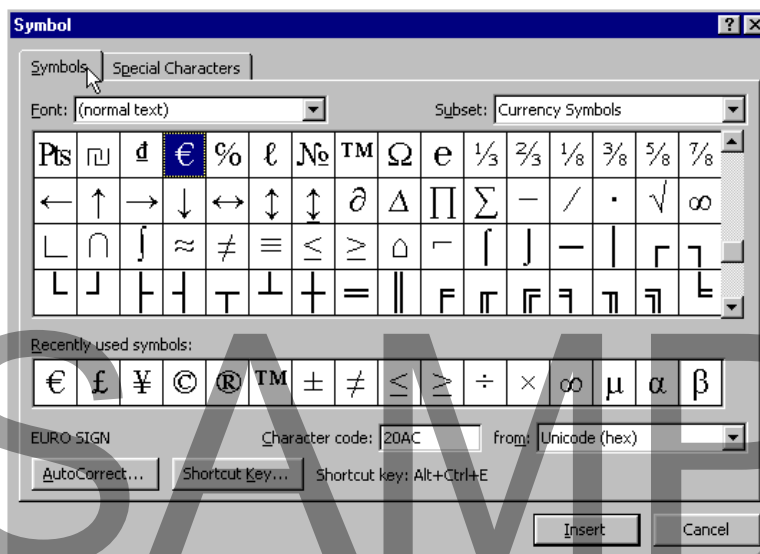 Symbol
Symbols Special Characters
Font: (normal text) Subset: Currency Symbols
Pts ₪ ₫ € ℅ ℓ № ™ Ω ℮ ⅓ ⅔ ⅛ ⅜ ⅝ ⅞
← ↑ → ↓ ↔ ↕ ↨ ∂ ∆ ∏ ∑ − ∕ ∙ √ ∞
∟ ∩ ∫ ≈ ≠ ≡ ≤ ≥ ⌂ ⌐ ⌠ ⌡ ─ │ ┌ ┐
└ ┘ ├ ┤ ┬ ┴ ┼ ═ ║ ╒ ╓ ╔ ╕ ╖ ╗ ╘
Recently used symbols:
€ £ ¥ © ® ™ ± ≠ ≤ ≥ ÷ × ∞ µ α β
EURO SIGN Character code: 20AC from: Unicode (hex)
AutoCorrect... Shortcut Key... Shortcut key: Alt+Ctrl+E
Insert Cancel
SAMP